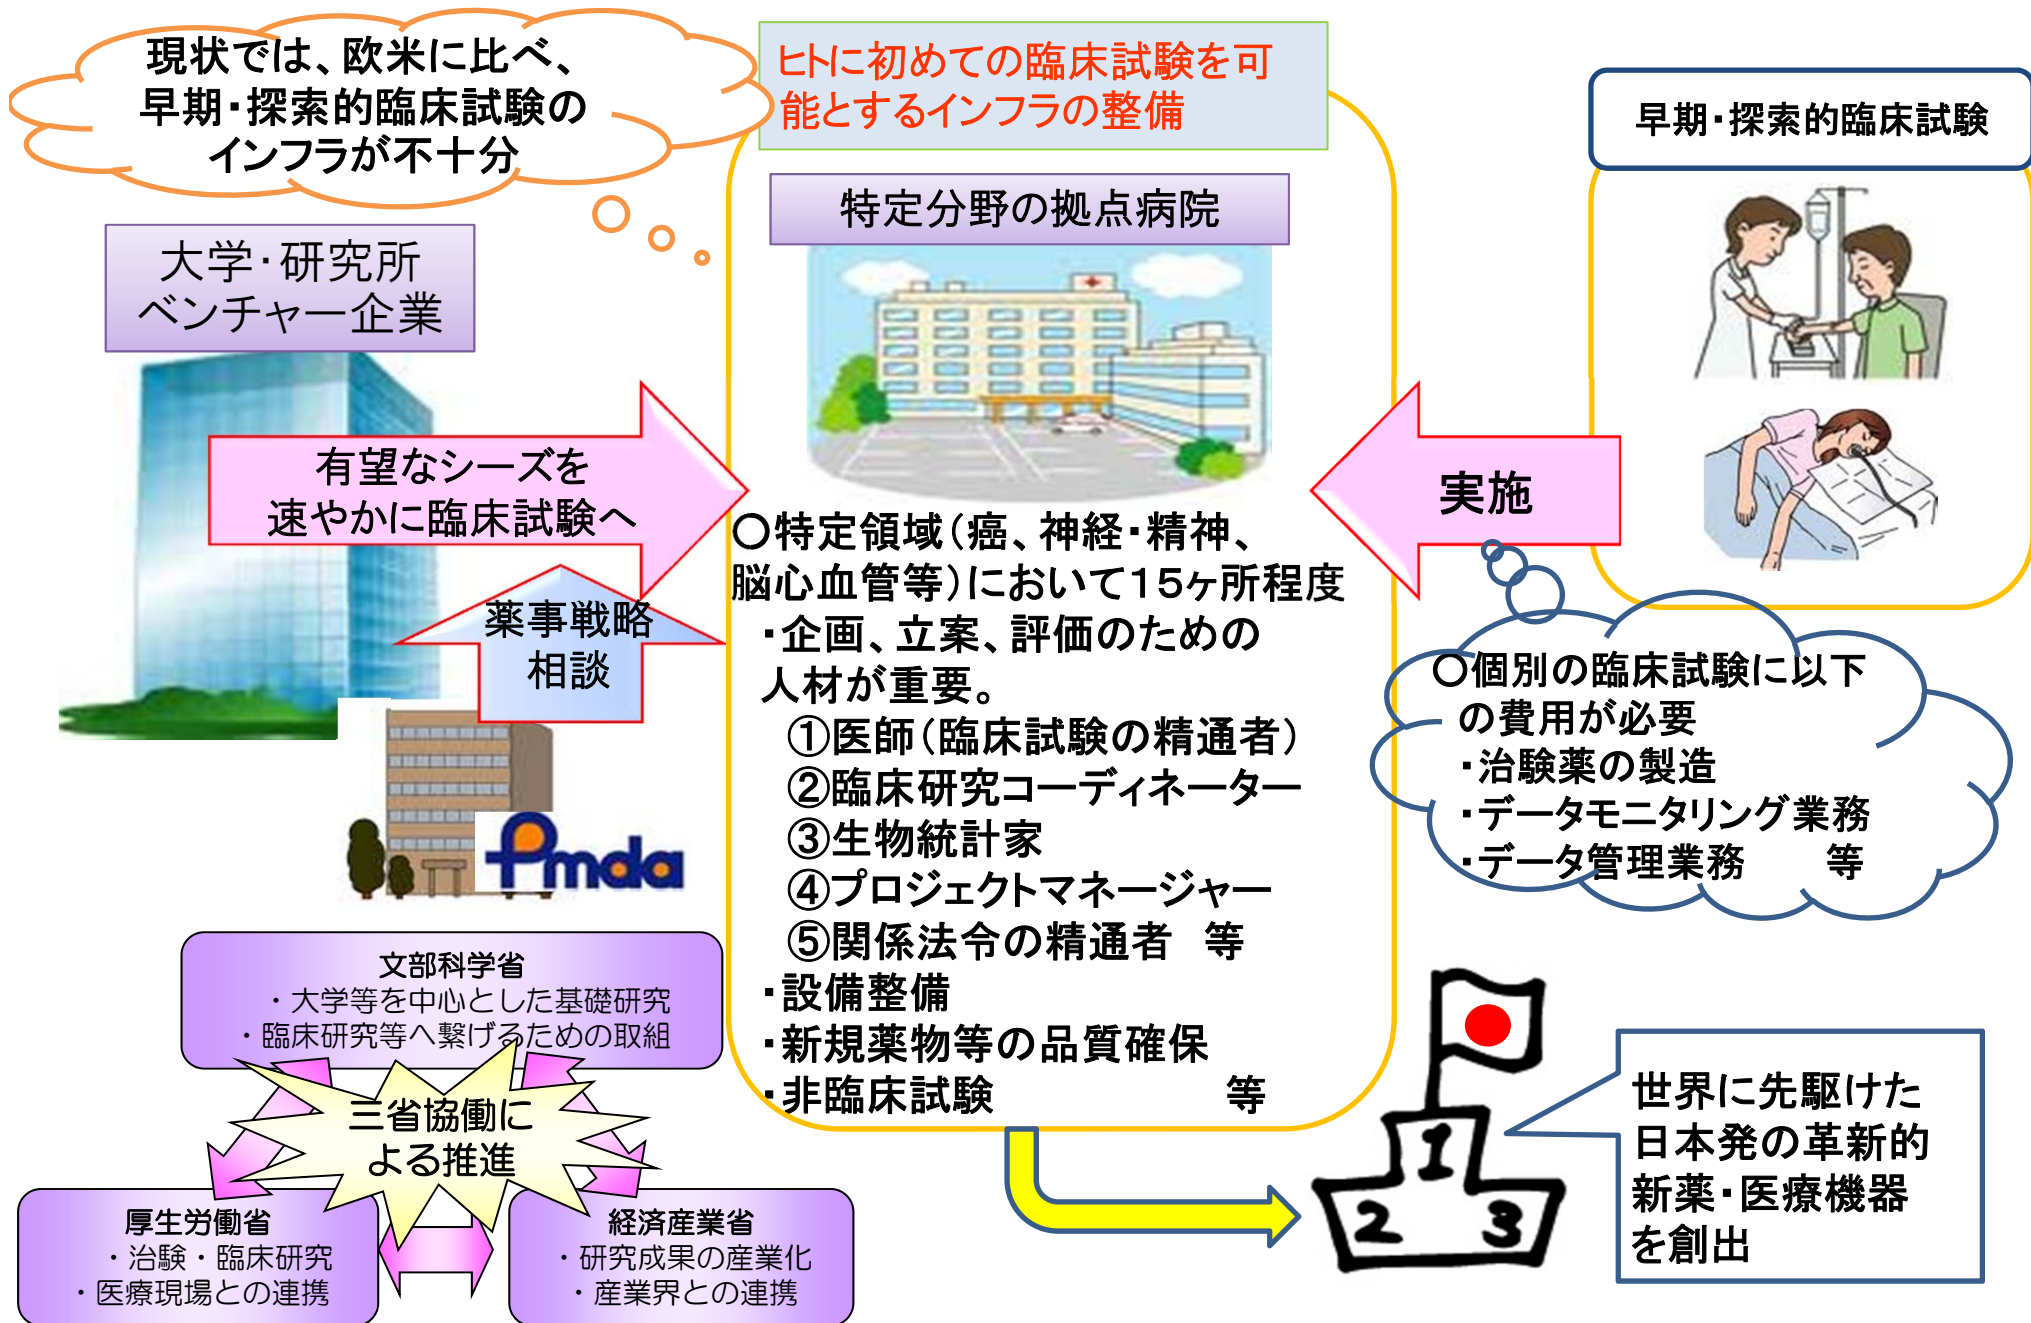 現状では、欧米に比べ、
早期・探索的臨床試験の
インフラが不十分
ヒトに初めての臨床試験を可
能とするインフラの整備
早期・探索的臨床試験
特定分野の拠点病院
大学・研究所
ベンチャー企業
有望なシーズを
速やかに臨床試験へ
実施
薬事戦略
相談
Pmda
○特定領域(癌、神経・精神、
脳心血管等)において15ヶ所程度
・企画、立案、評価のための
人材が重要。
①医師(臨床試験の精通者)
②臨床研究コーディネーター
③生物統計家
④プロジェクトマネージャー
⑤関係法令の精通者 等
・設備整備
・新規薬物等の品質確保
・非臨床試験 等
○個別の臨床試験に以下
の費用が必要
・治験薬の製造
・データモニタリング業務
・データ管理業務 等
文部科学省
・大学等を中心とした基礎研究
・臨床研究等へ繋げるための取組
三省協働に
よる推進
厚生労働省
・治験・臨床研究
・医療現場との連携
経済産業省
・研究成果の産業化
・産業界との連携
1
2 3
世界に先駆けた
日本発の革新的
新薬・医療機器
を創出